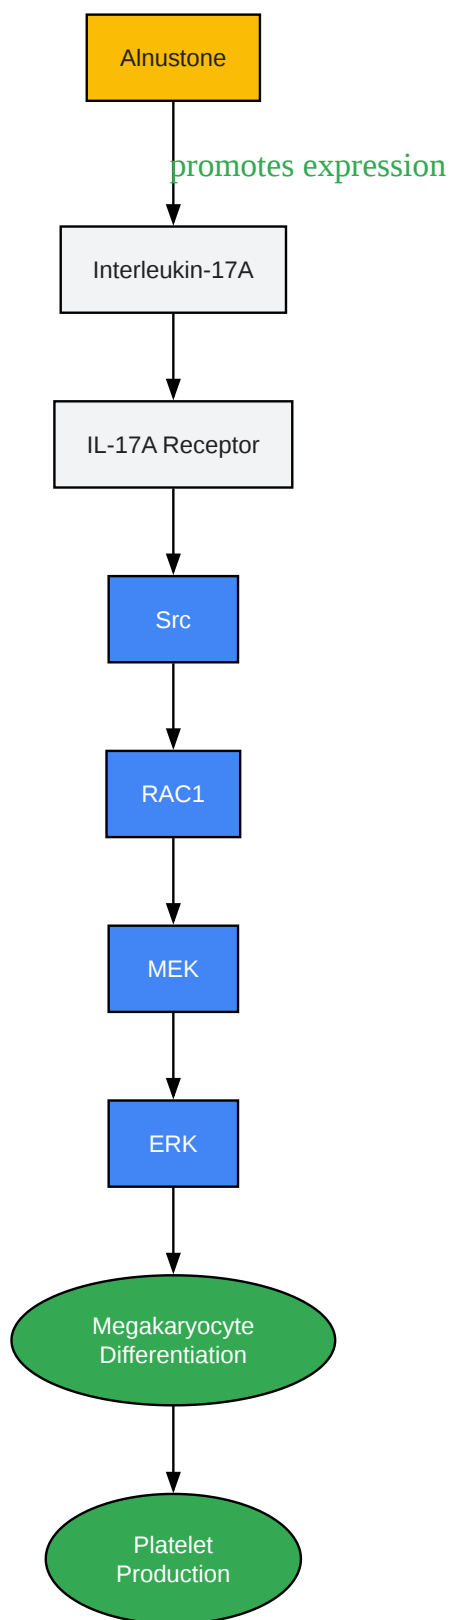 Alnustone
promotes expression
Interleukin-17A
IL-17A Receptor
Src
RAC1
MEK
ERK
Megakaryocyte
Differentiation
Platelet
Production